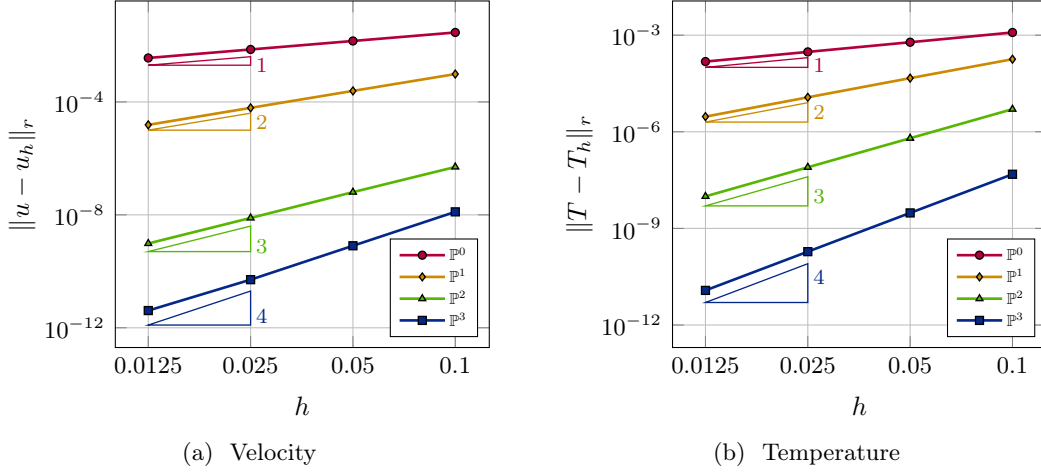 10^{-4}
10^{-8}
10^{-12}
‖u − u_h‖_r
1
2
3
4
ℙ^0
ℙ^1
ℙ^2
ℙ^3
0.0125 0.025 0.05 0.1
h
(a) Velocity
10^{-3}
10^{-6}
10^{-9}
10^{-12}
‖T − T_h‖_r
1
2
3
4
ℙ^0
ℙ^1
ℙ^2
ℙ^3
0.0125 0.025 0.05 0.1
h
(b) Temperature